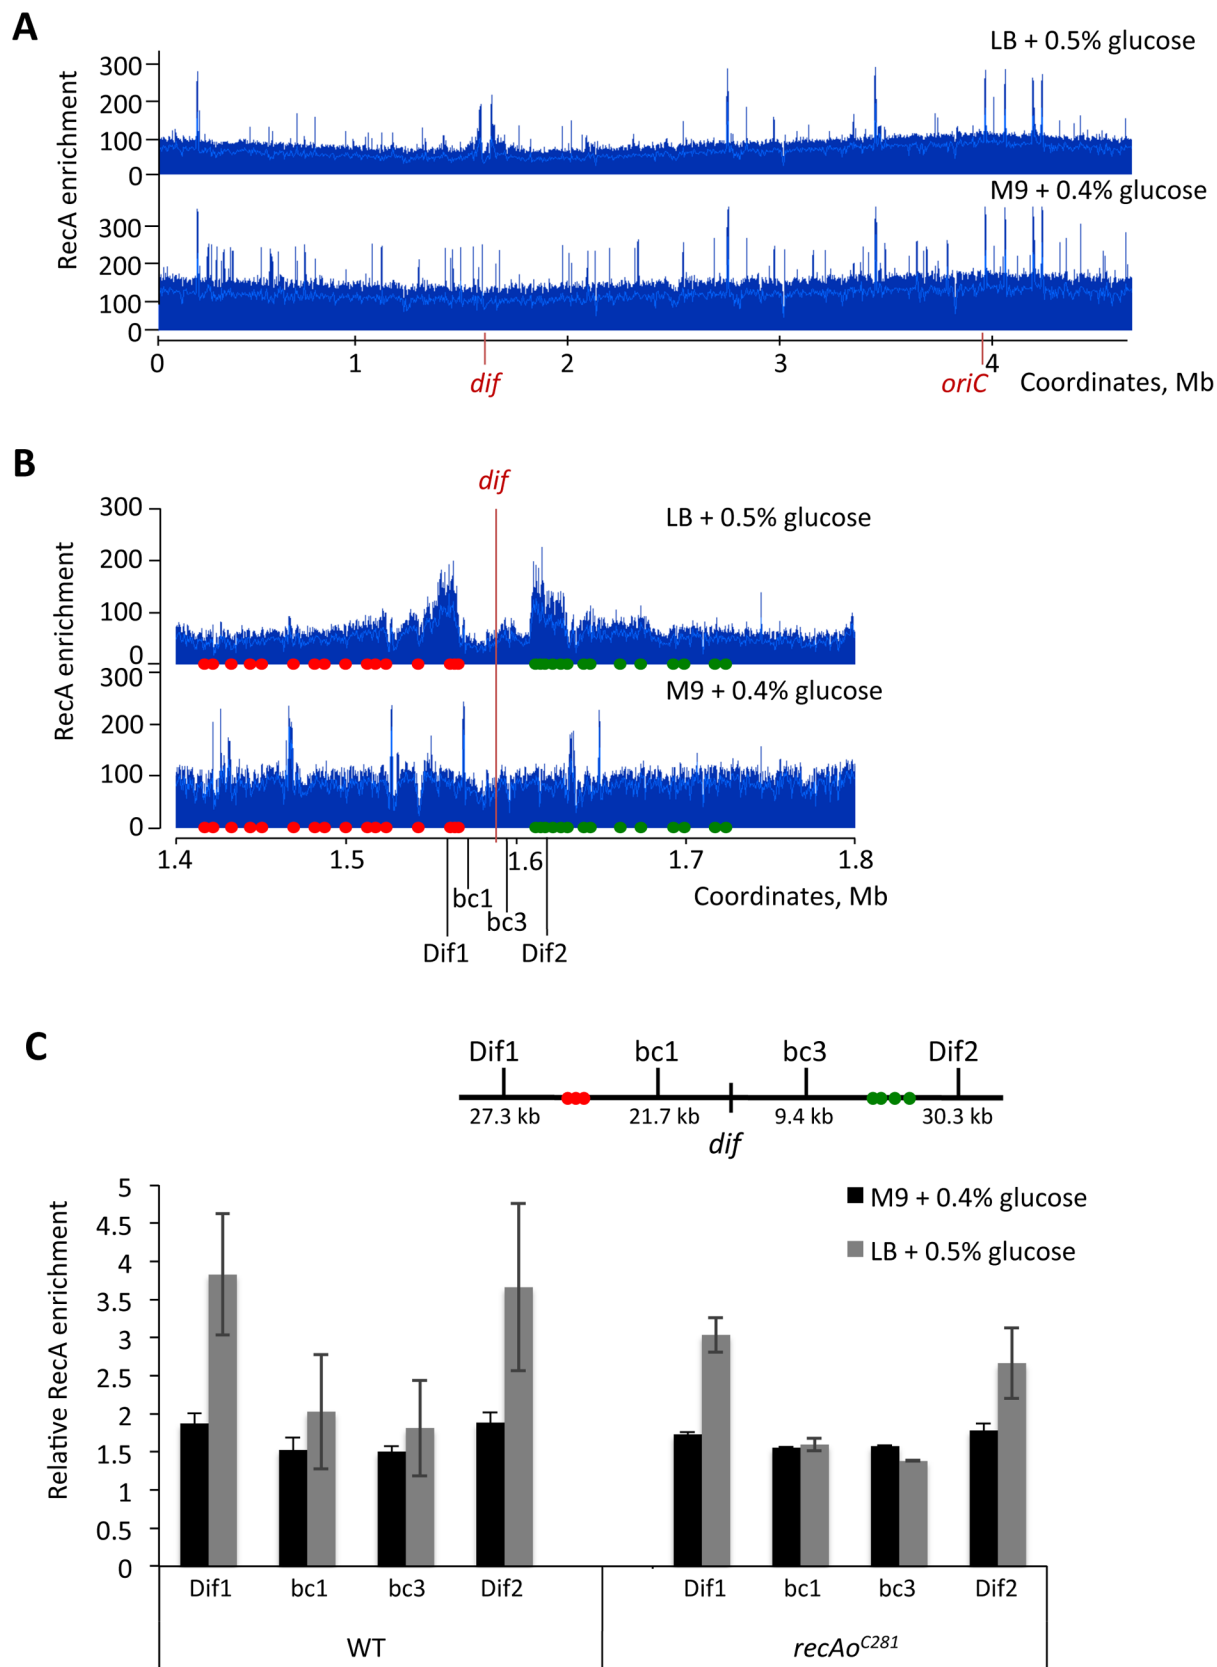 A
LB + 0.5% glucose
RecA enrichment
300
200
100
0
M9 + 0.4% glucose
300
200
100
0
0 1 2 3 4
dif oriC Coordinates, Mb
B
dif
LB + 0.5% glucose
RecA enrichment
300
200
100
0
M9 + 0.4% glucose
300
200
100
0
1.4 1.5 1.6 1.7 1.8
bc1 Coordinates, Mb
bc3
Dif1 Dif2
C
Dif1 bc1 bc3 Dif2
27.3 kb 21.7 kb 9.4 kb 30.3 kb
dif
Relative RecA enrichment
5
4.5
4
3.5
3
2.5
2
1.5
1
0.5
0
M9 + 0.4% glucose
LB + 0.5% glucose
Dif1 bc1 bc3 Dif2 Dif1 bc1 bc3 Dif2
WT recAo^C281